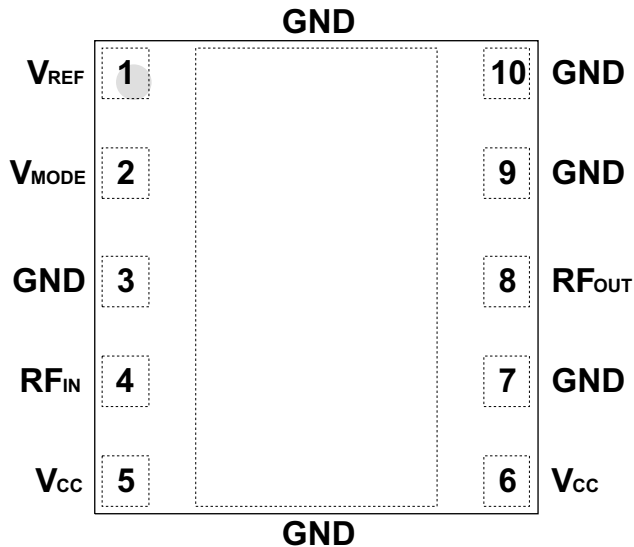 GND
VREF 1 10 GND
VMODE 2 9 GND
GND 3 8 RFOUT
RFIN 4 7 GND
VCC 5 6 VCC
GND